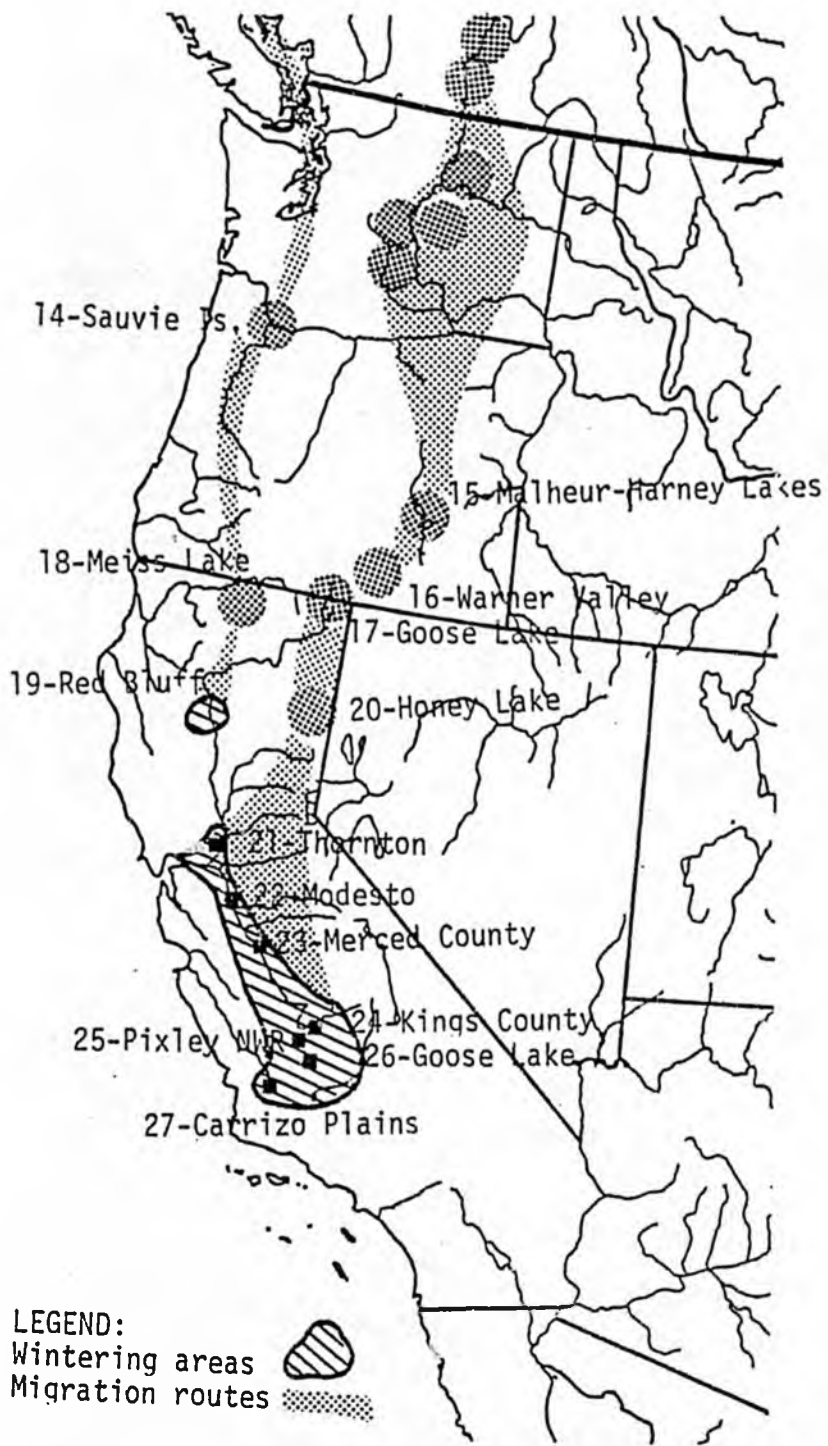 14-Sauvie Is.
15-Malheur-Harney Lakes
18-Meiss Lake
16-Warner Valley
17-Goose Lake
19-Red Bluff
20-Honey Lake
21-Thornton
22-Modesto
23-Merced County
24-Kings County
25-Pixley NWR
26-Goose Lake
27-Carrizo Plains
LEGEND:
Wintering areas
Migration routes